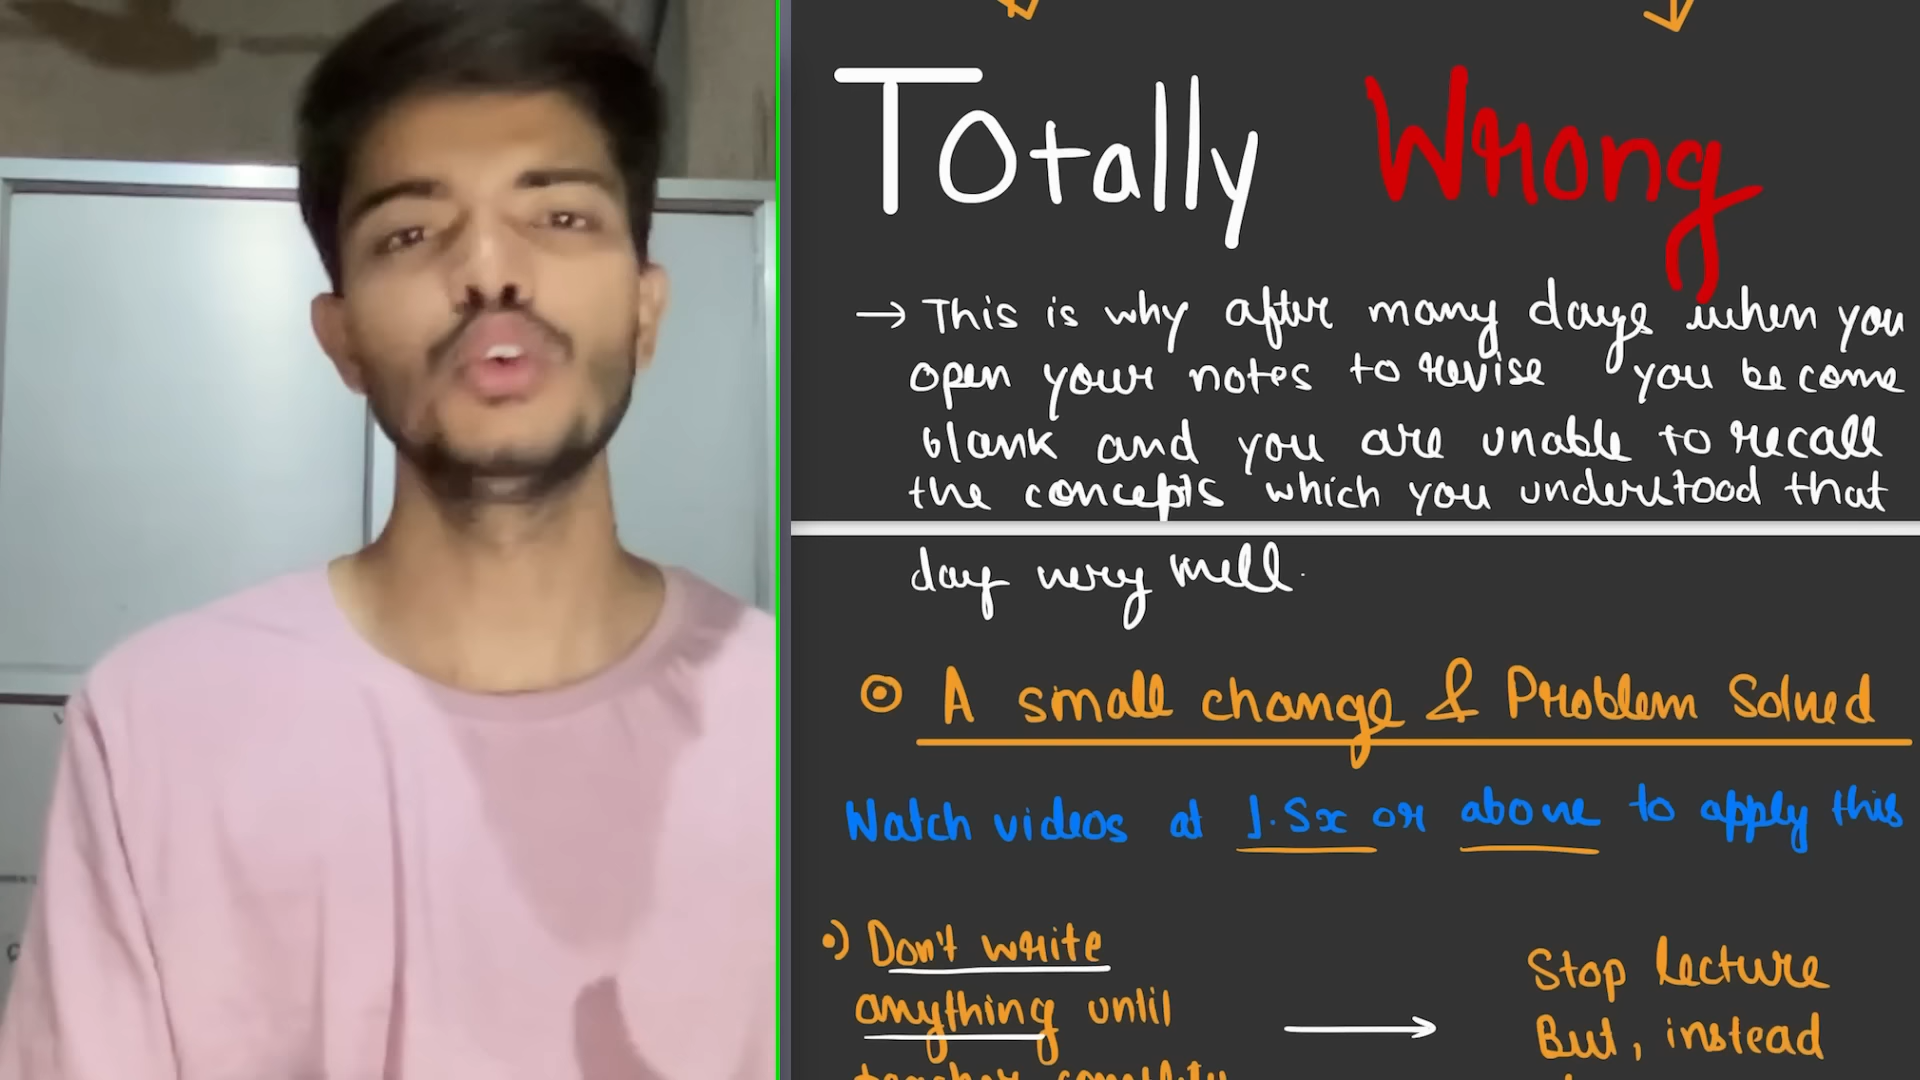 Totally Wrong
→ This is why after many days when you
open your notes to revise you become
blank and you are unable to recall
the concepts which you understood that
day very well.
A small change & Problem Solved
Watch videos at 1.5x or above to apply this
•) Don't write
anything until
Stop lecture
But, instead